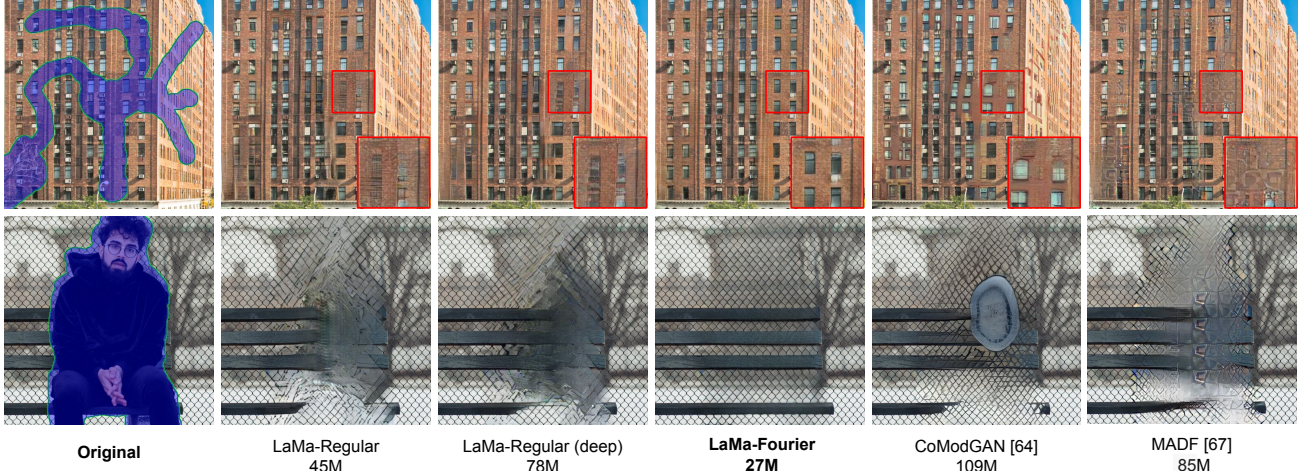 Original
LaMa-Regular
45M
LaMa-Regular (deep)
78M
LaMa-Fourier
27M
CoModGAN [64]
109M
MADF [67]
85M